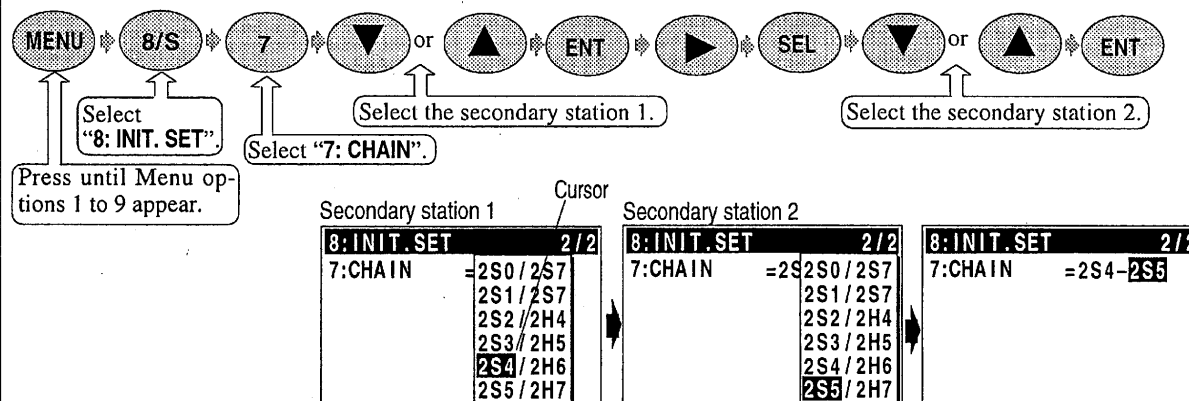 MENU 8/S 7 or ENT SEL or ENT
Select
“8: INIT. SET”.
Select the secondary station 1.
Select the secondary station 2.
Select “7: CHAIN”.
Press until Menu op-
tions 1 to 9 appear.
Cursor
Secondary station 1
8:INIT.SET 2/2
7:CHAIN =2S0/2S7
2S1/2S7
2S2/2H4
2S3/2H5
2S4/2H6
2S5/2H7
Secondary station 2
8:INIT.SET 2/2
7:CHAIN =2S2S0/2S7
2S1/2S7
2S2/2H4
2S3/2H5
2S4/2H6
2S5/2H7
8:INIT.SET 2/2
7:CHAIN =2S4-2S5